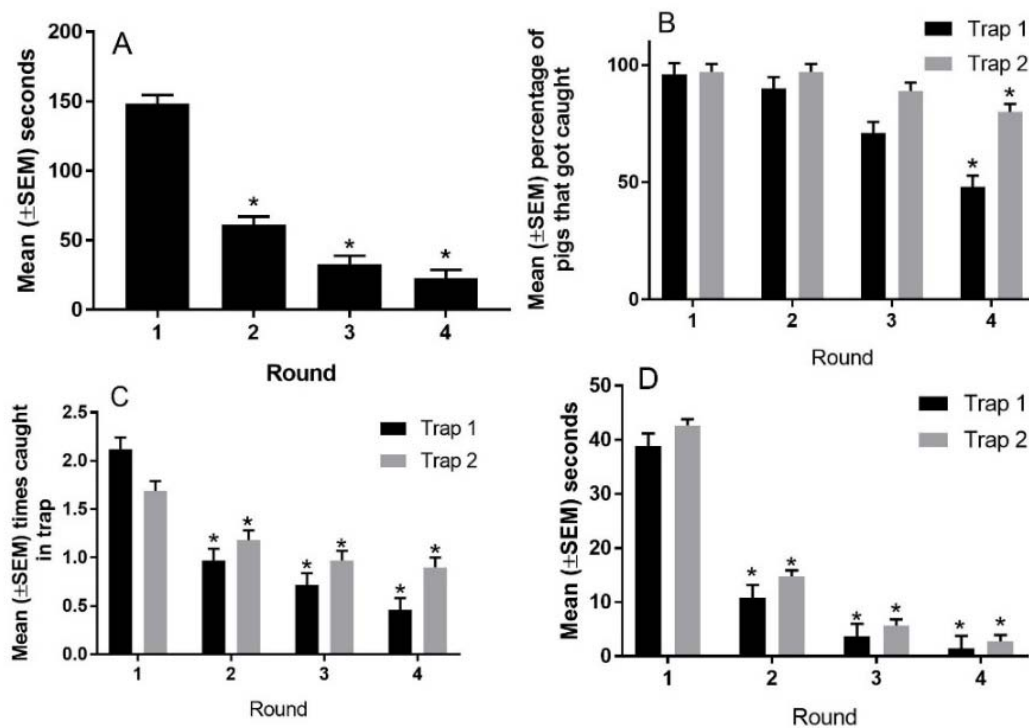 A
Mean (±SEM) seconds
200
150
100
50
0
1 2 3 4
* * *
Round
B
Mean (±SEM) percentage of
pigs that got caught
100
50
0
1 2 3 4
* *
Round
Trap 1
Trap 2
C
Mean (±SEM) times caught
in trap
2.5
2.0
1.5
1.0
0.5
0.0
1 2 3 4
* * * * * *
Round
Trap 1
Trap 2
D
Mean (±SEM) seconds
50
40
30
20
10
0
1 2 3 4
* * * * * *
Round
Trap 1
Trap 2